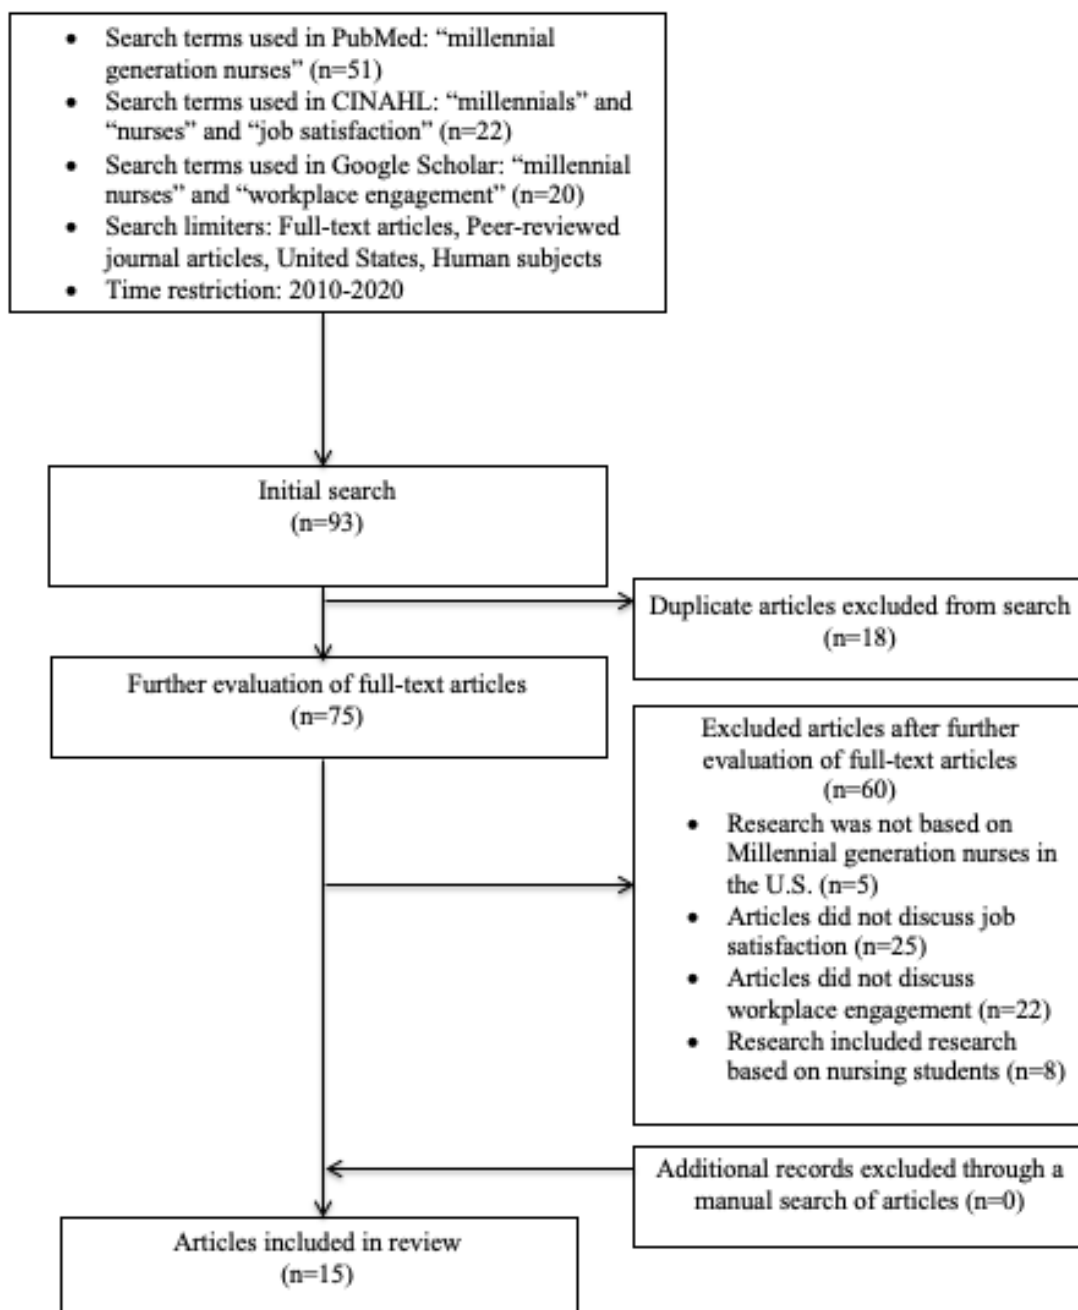 • Search terms used in PubMed: “millennial
generation nurses” (n=51)
• Search terms used in CINAHL: “millennials” and
“nurses” and “job satisfaction” (n=22)
• Search terms used in Google Scholar: “millennial
nurses” and “workplace engagement” (n=20)
• Search limiters: Full-text articles, Peer-reviewed
journal articles, United States, Human subjects
• Time restriction: 2010-2020
Initial search
(n=93)
Duplicate articles excluded from search
(n=18)
Further evaluation of full-text articles
(n=75)
Excluded articles after further
evaluation of full-text articles
(n=60)
• Research was not based on
Millennial generation nurses in
the U.S. (n=5)
• Articles did not discuss job
satisfaction (n=25)
• Articles did not discuss
workplace engagement (n=22)
• Research included research
based on nursing students (n=8)
Additional records excluded through a
manual search of articles (n=0)
Articles included in review
(n=15)